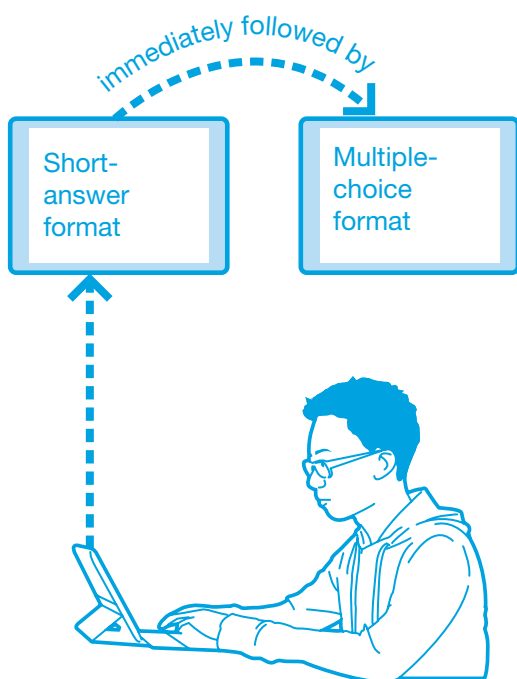 immediately followed by
Short-
answer
format
Multiple-
choice
format